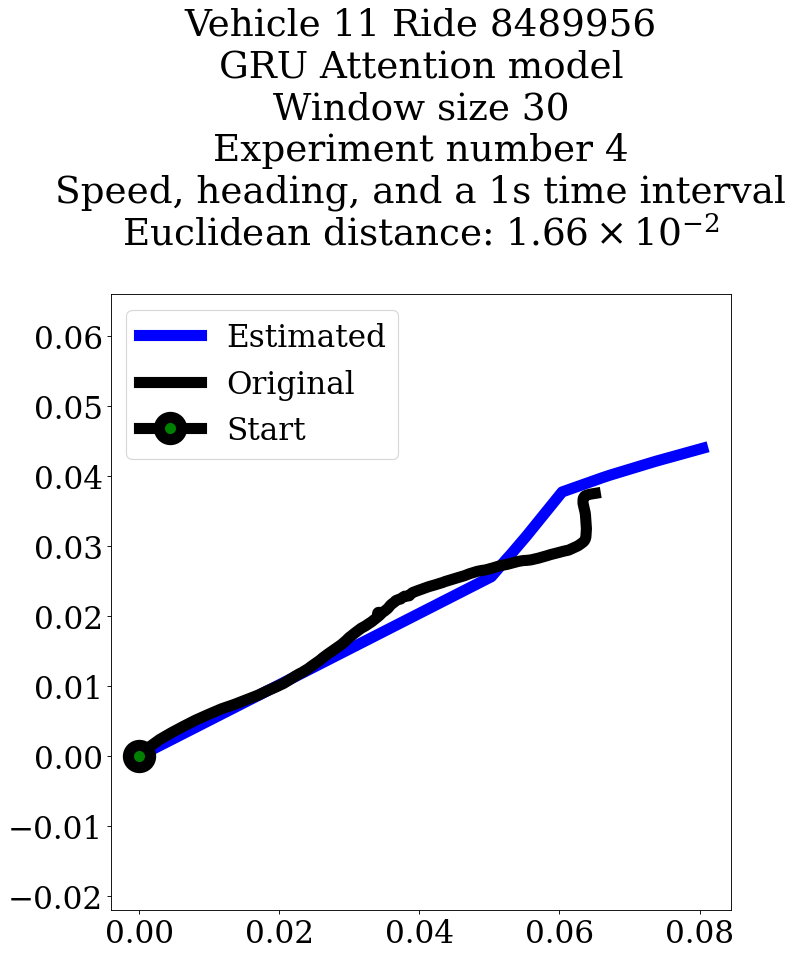 Vehicle 11 Ride 8489956
GRU Attention model
Window size 30
Experiment number 4
Speed, heading, and a 1s time interval
Euclidean distance: 1.66 × 10⁻²
Estimated
Original
Start
0.06
0.05
0.04
0.03
0.02
0.01
0.00
−0.01
−0.02
0.00 0.02 0.04 0.06 0.08